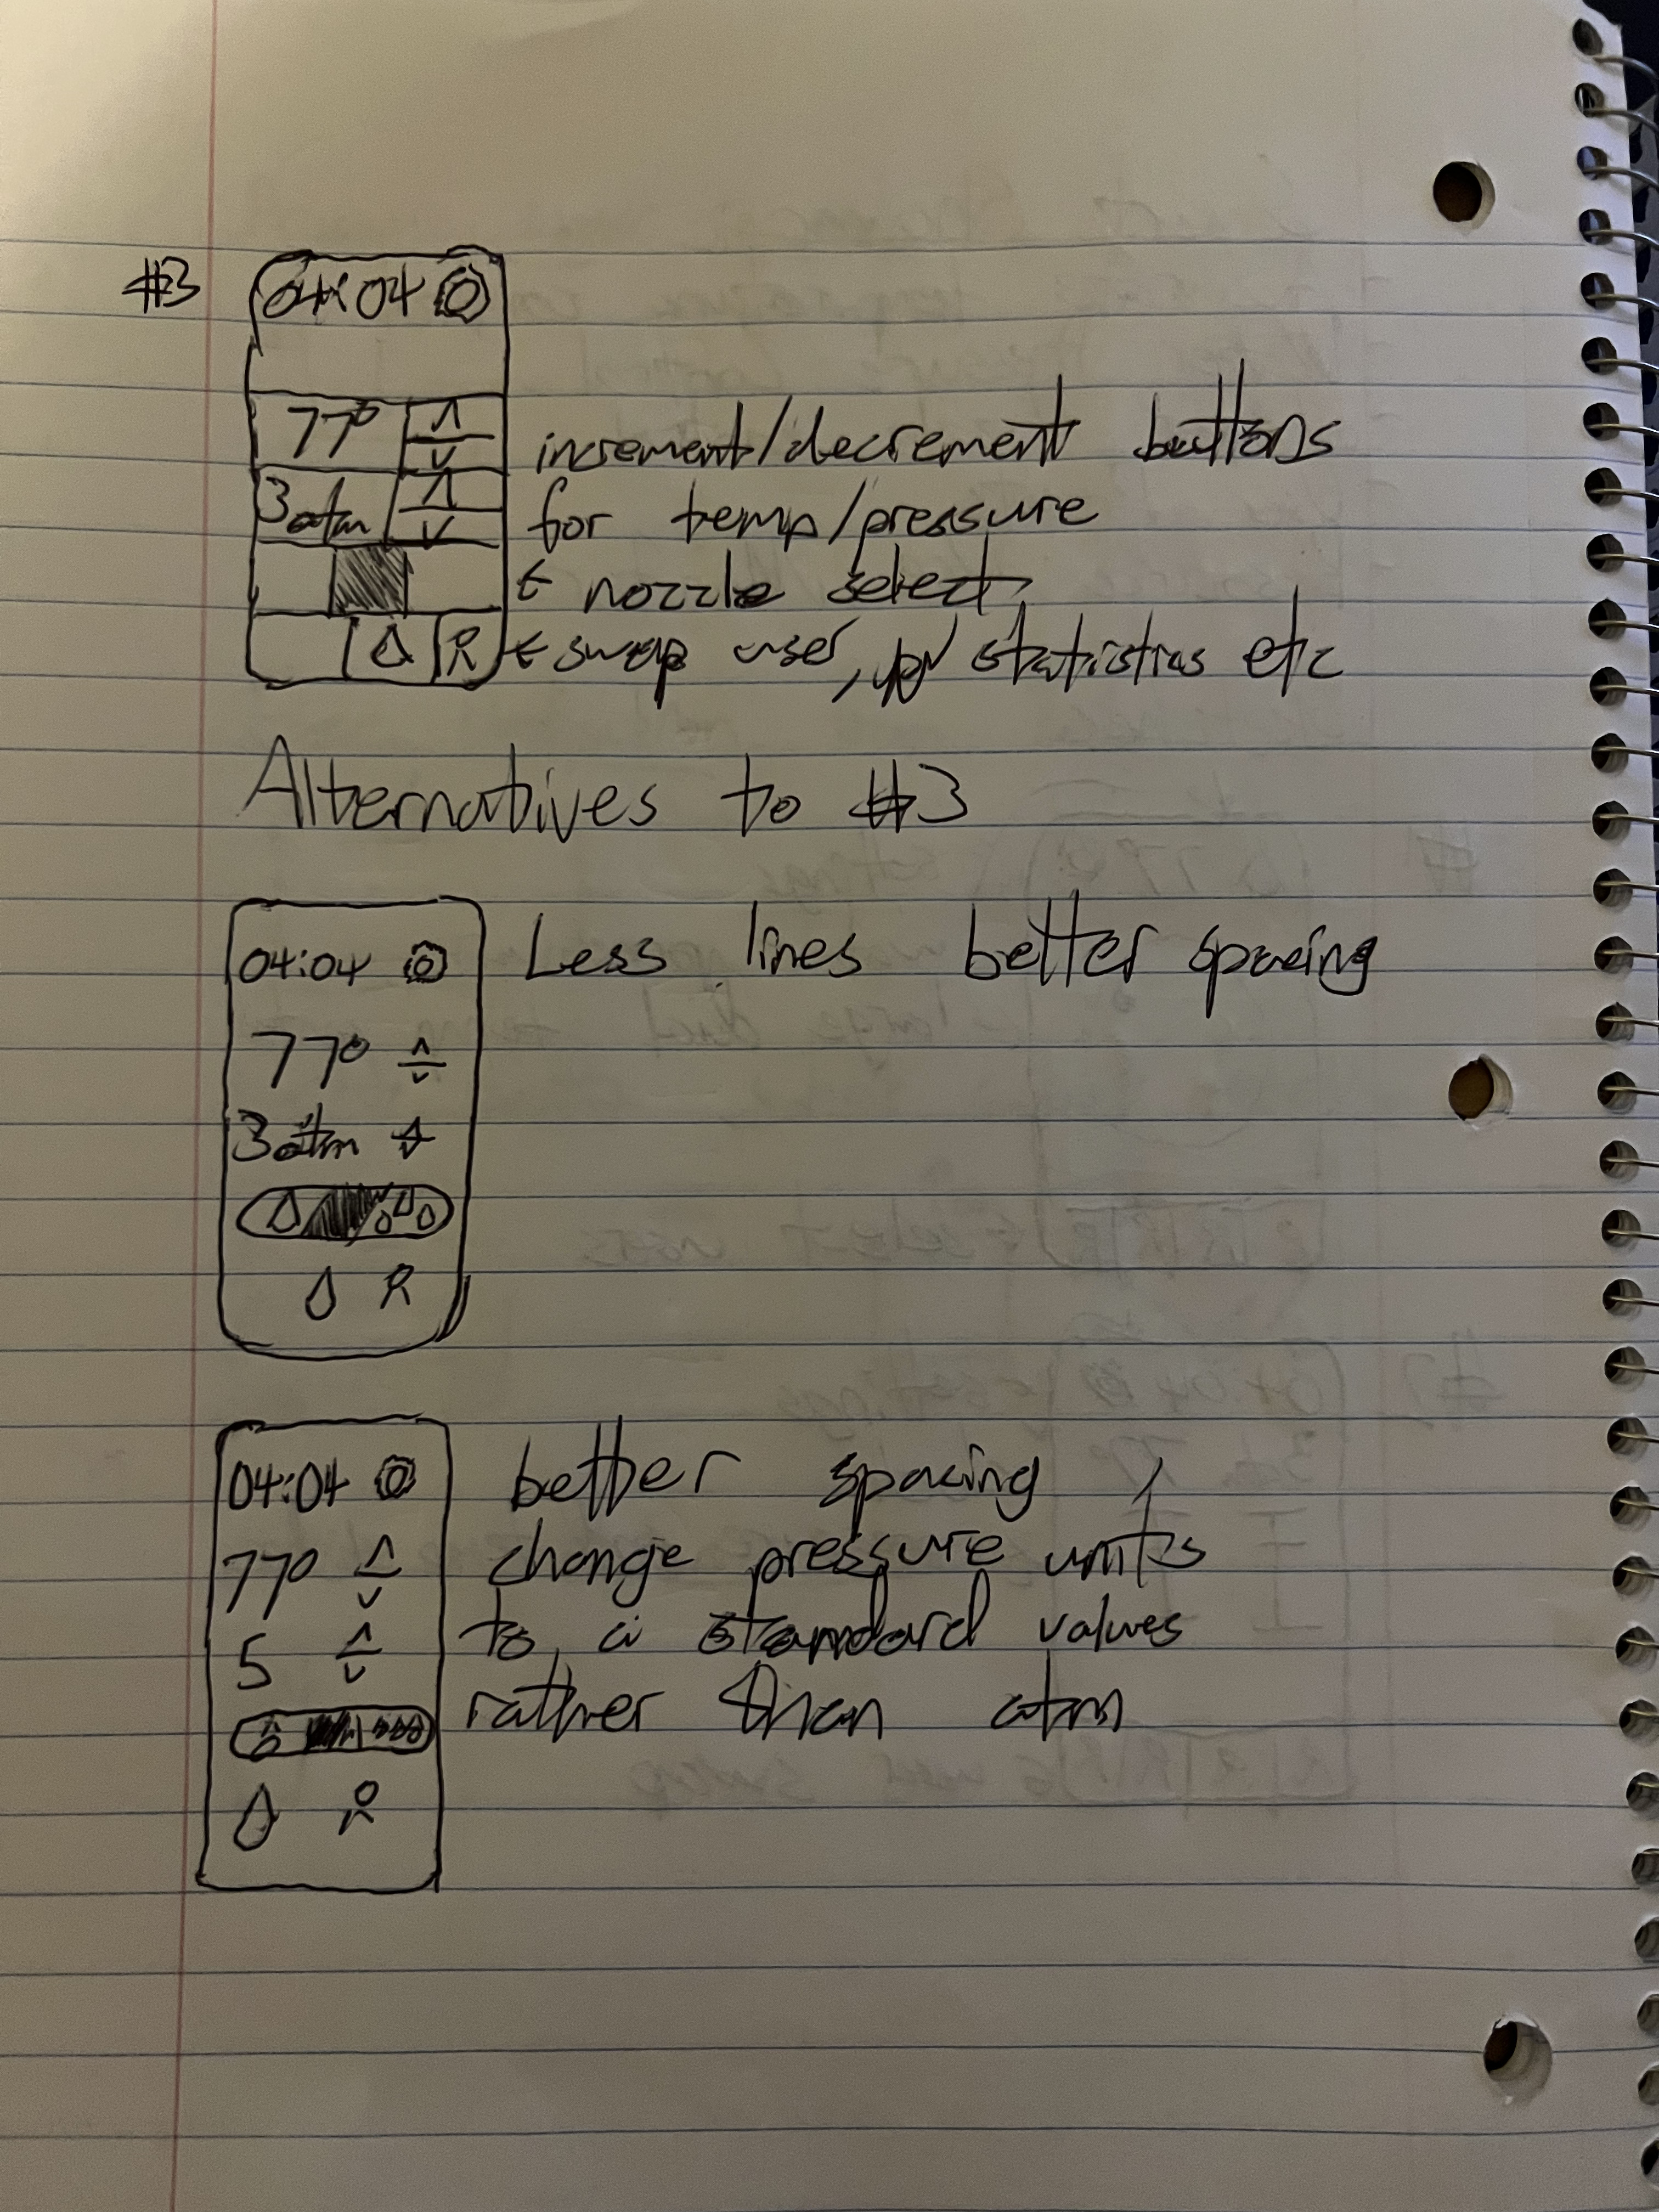 #3
04:04
77°
increment/decrement buttons
3atm
for temp/pressure
← nozzle select
← swap user, statistics etc
Alternatives to #3
04:04
Less lines better spacing
77°
3atm
04:04
better spacing,
77°
change pressure units
5
to a standard values
rather than atm